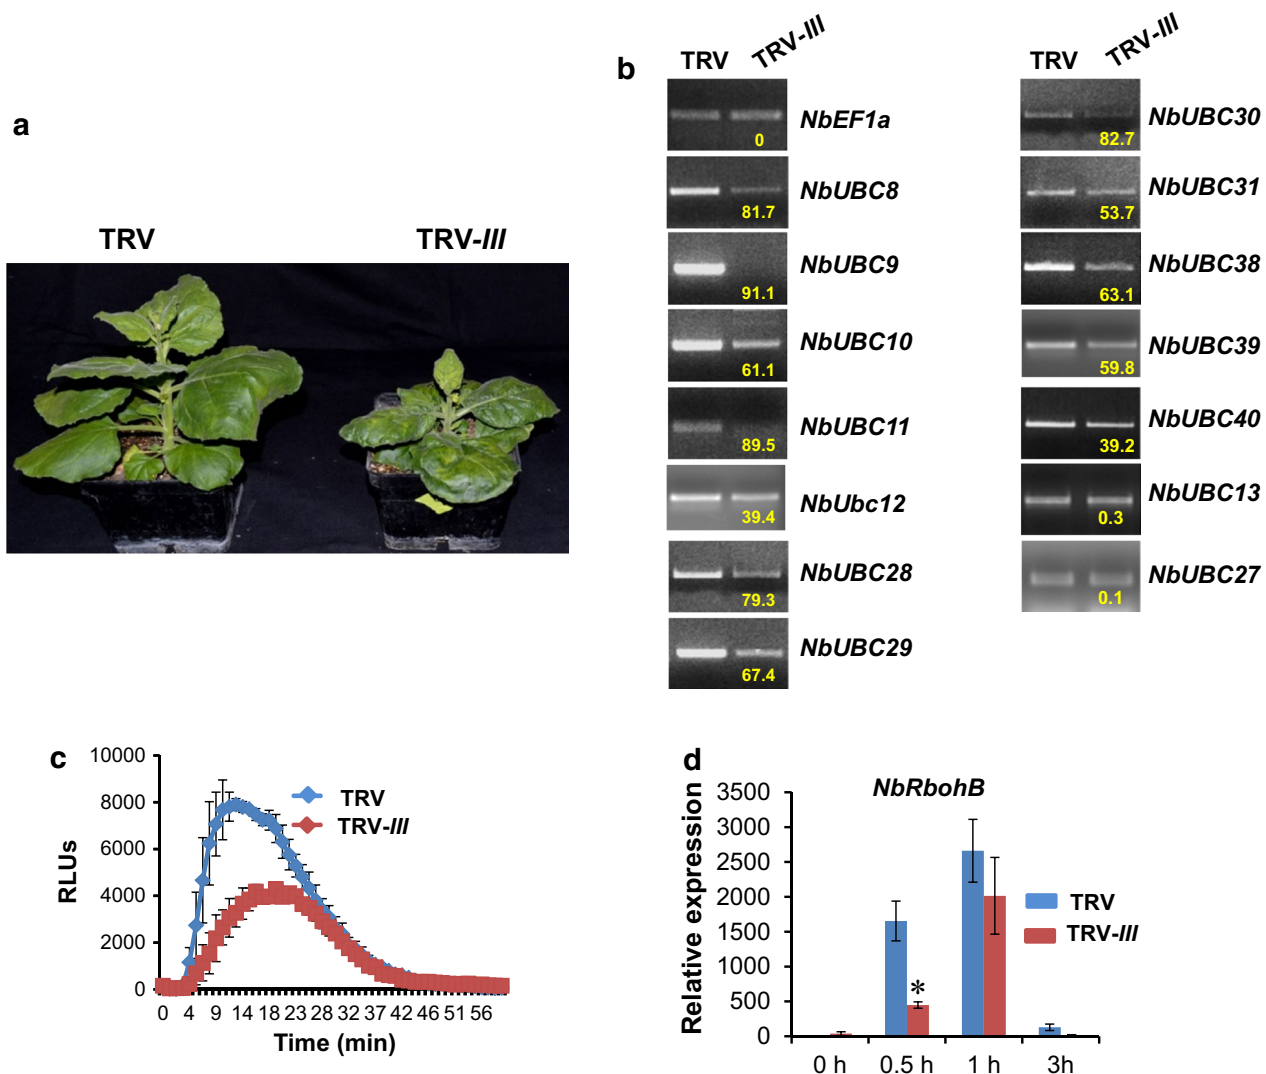 a
TRV TRV-III
b
TRV TRV-III
NbEF1a
0
NbUBC8
81.7
NbUBC9
91.1
NbUBC10
61.1
NbUBC11
89.5
NbUbc12
39.4
NbUBC28
79.3
NbUBC29
67.4
TRV TRV-III
NbUBC30
82.7
NbUBC31
53.7
NbUBC38
63.1
NbUBC39
59.8
NbUBC40
39.2
NbUBC13
0.3
NbUBC27
0.1
c
10000
8000
6000
4000
2000
0
RLUs
TRV
TRV-III
0 4 9 14 18 23 28 32 37 42 46 51 56
Time (min)
d
NbRbohB
Relative expression
3500
3000
2500
2000
1500
1000
500
0
*
TRV
TRV-III
0 h 0.5 h 1 h 3h